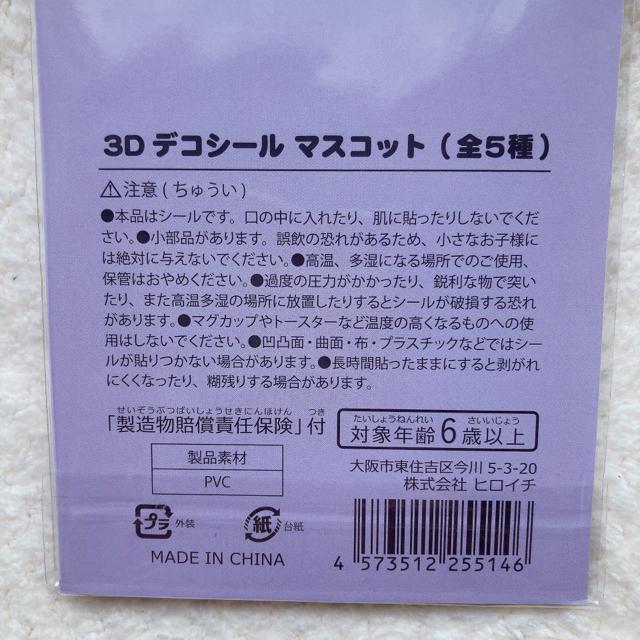 3D デコシール マスコット (全5種)
⚠注意(ちゅうい)
●本品はシールです。口の中に入れたり、肌に貼ったりしないでくだ
さい。●小部品があります。誤飲の恐れがあるため、小さなお子様に
は絶対に与えないでください。●高温、多湿になる場所でのご使用、
保管はおやめください。●過度の圧力がかかったり、鋭利な物で突い
たり、また高温多湿の場所に放置したりするとシールが破損する恐れ
があります。●マグカップやトースターなど温度の高くなるものへの使
用はしないでください。●凹凸面・曲面・布・プラスチックなどではシー
ルが貼りつかない場合があります。●長時間貼ったままにすると剥がれ
にくくなったり、糊残りする場合があります。
せいぞうぶつばいしょうせきにんほけん つき
「製造物賠償責任保険」付
たいしょうねんれい さいいじょう
対象年齢6歳以上
製品素材
PVC
大阪市東住吉区今川 5-3-20
株式会社 ヒロイチ
プラ 外装
紙 台紙
MADE IN CHINA
4 573512 255146